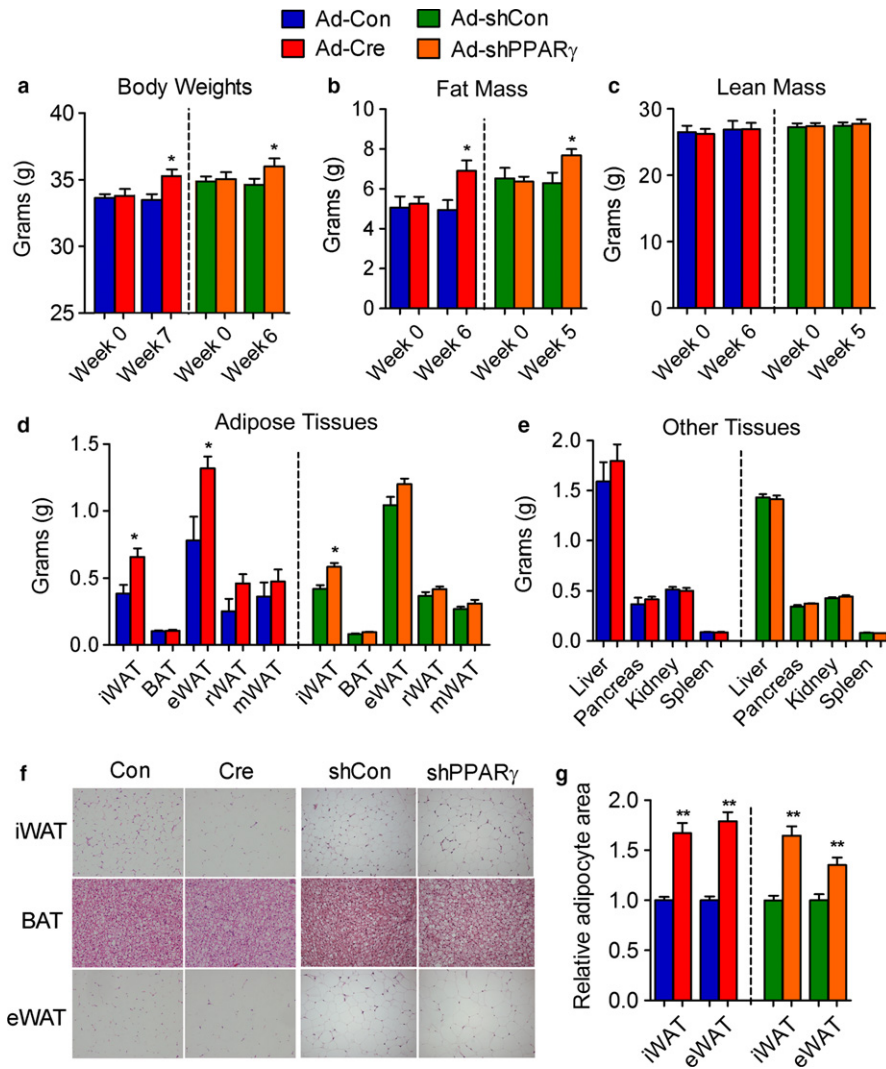 Ad-Con Ad-shCon
Ad-Cre Ad-shPPARγ
a Body Weights
Grams (g)
40
35
30
25
*
*
Week 0 Week 7 Week 0 Week 6
b Fat Mass
Grams (g)
10
8
6
4
2
0
*
*
Week 0 Week 6 Week 0 Week 5
c Lean Mass
Grams (g)
30
20
10
0
Week 0 Week 6 Week 0 Week 5
d Adipose Tissues
Grams (g)
1.5
1.0
0.5
0.0
*
*
*
iWAT BAT eWAT rWAT mWAT iWAT BAT eWAT rWAT mWAT
e Other Tissues
Grams (g)
2.0
1.5
1.0
0.5
0.0
Liver Pancreas Kidney Spleen Liver Pancreas Kidney Spleen
f Con Cre shCon shPPARγ
iWAT
BAT
eWAT
g
Relative adipocyte area
2.0
1.5
1.0
0.5
0.0
** ** ** **
iWAT eWAT iWAT eWAT